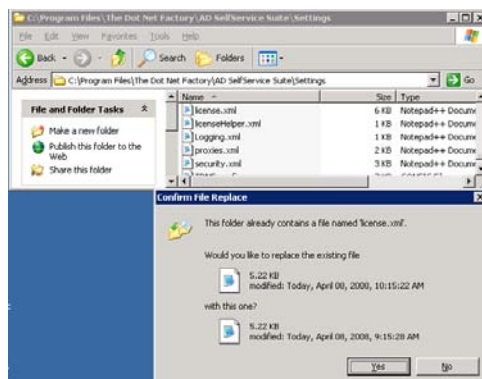 C:\Program Files\The Dot Net Factory\AD SelfService Suite\Settings
File Edit View Favorites Tools Help
Back Search Folders
Address C:\Program Files\The Dot Net Factory\AD SelfService Suite\Settings Go
File and Folder Tasks
Make a new folder
Publish this folder to the Web
Share this folder
Name Size Type
license.xml 6 KB Notepad++ Docume
licenseHelper.xml 1 KB Notepad++ Docume
Logging.xml 1 KB Notepad++ Docume
proxies.xml 2 KB Notepad++ Docume
security.xml 3 KB Notepad++ Docume
Confirm File Replace
This folder already contains a file named 'license.xml'.
Would you like to replace the existing file
5.22 KB
modified: Today, April 08, 2008, 10:15:22 AM
with this one?
5.22 KB
modified: Today, April 08, 2008, 9:15:28 AM
Yes No